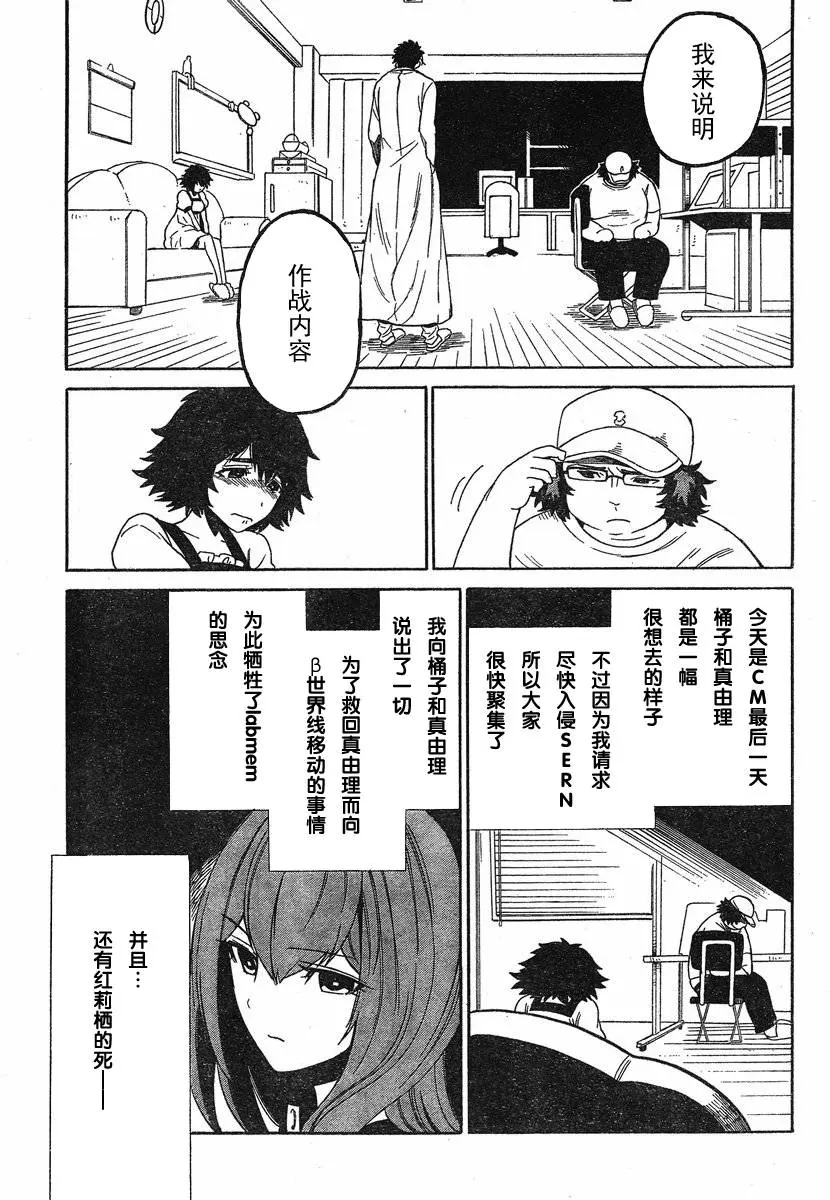 我来说明
作战内容
今天是CM最后一天
桶子和真由理
都是一幅
很想去的样子
不过因为我请求
尽快入侵SERN
所以大家
很快聚集了
我向桶子和真由理
说出了一切
为了救回真由理而向
β世界线移动的事情
为此牺牲了labmem
的思念
并且…
还有红莉栖的死——